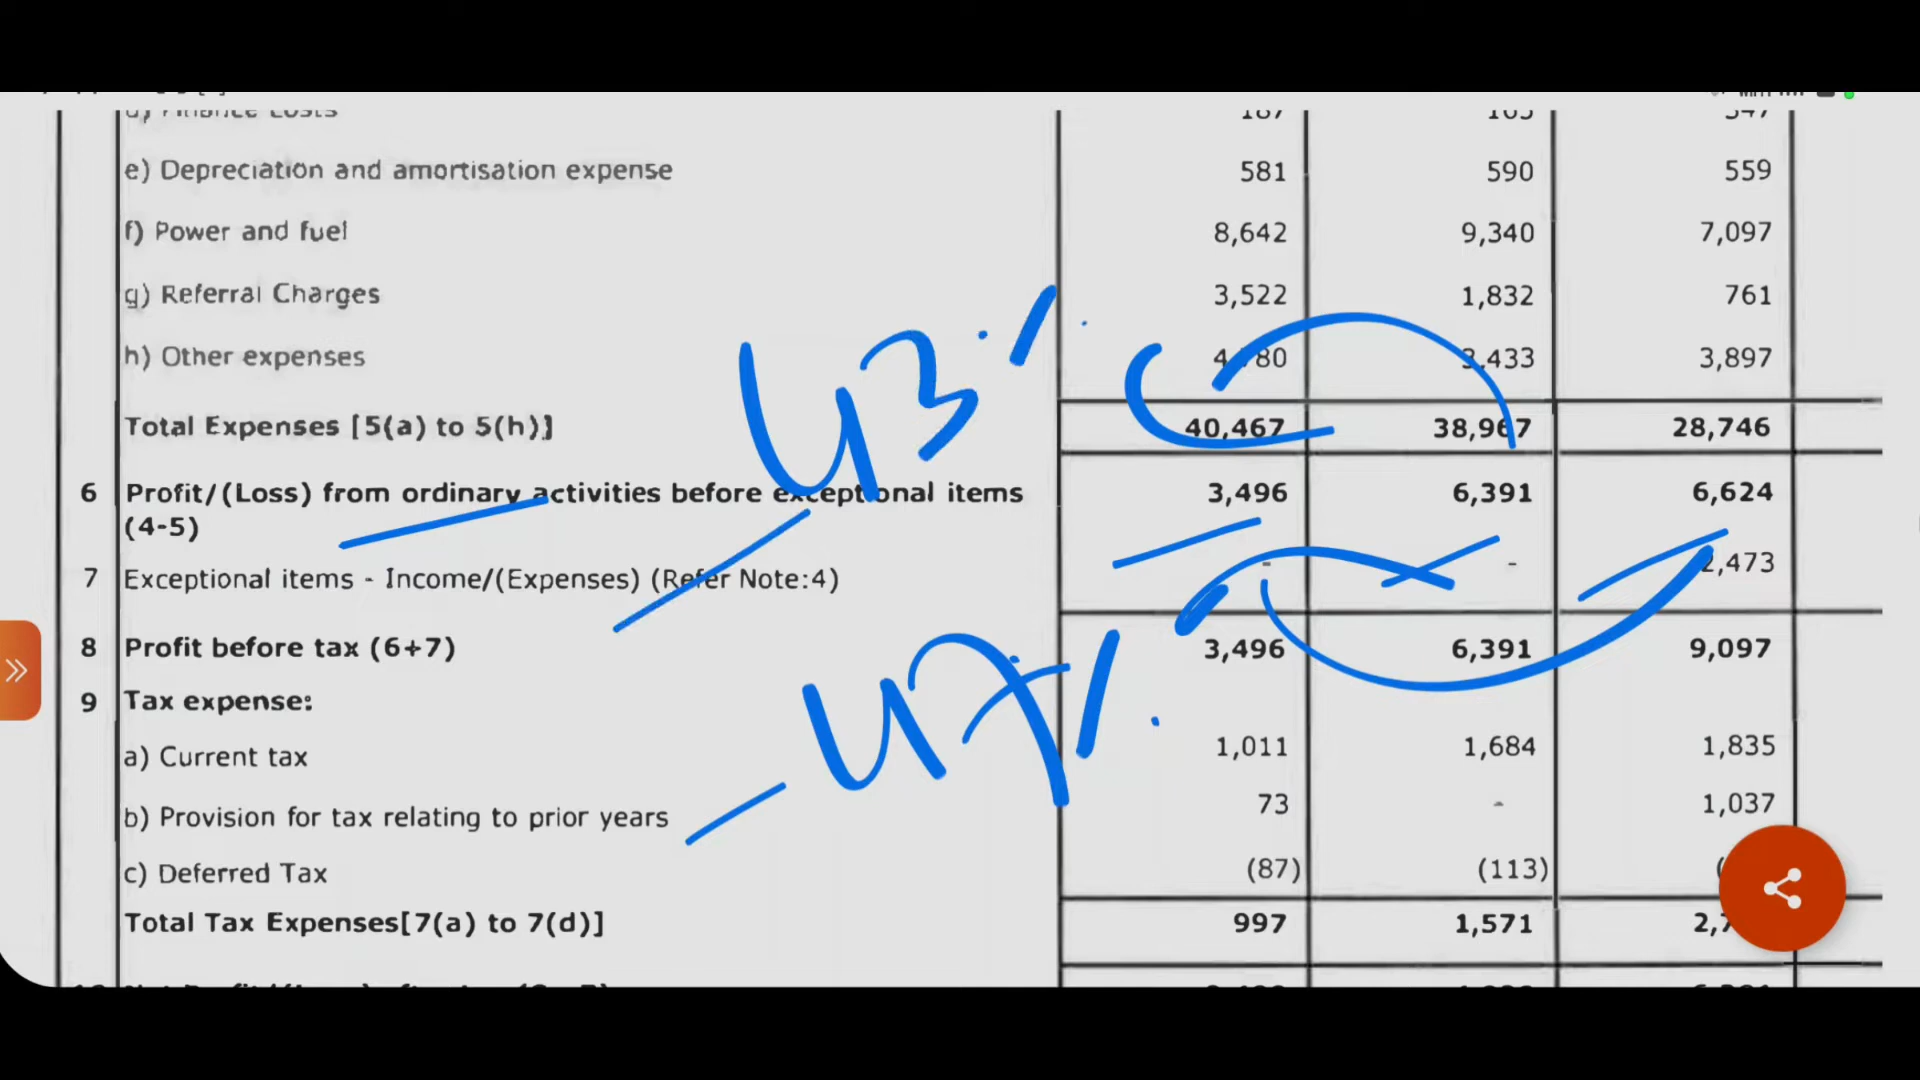 e) Depreciation and amortisation expense 581 590 559
f) Power and fuel 8,642 9,340 7,097
g) Referral Charges 3,522 1,832 761
43%
h) Other expenses 3,433 3,897
Total Expenses [5(a) to 5(h)] 40,467 38,967 28,746
6 Profit/(Loss) from ordinary activities before exceptional items 3,496 6,391 6,624
(4-5)
7 Exceptional items - Income/(Expenses) (Refer Note:4) - - 2,473
8 Profit before tax (6+7) 3,496 6,391 9,097
9 Tax expense:
47%
a) Current tax 1,011 1,684 1,835
b) Provision for tax relating to prior years 73 - 1,037
c) Deferred Tax (87) (113)
Total Tax Expenses[7(a) to 7(d)] 997 1,571